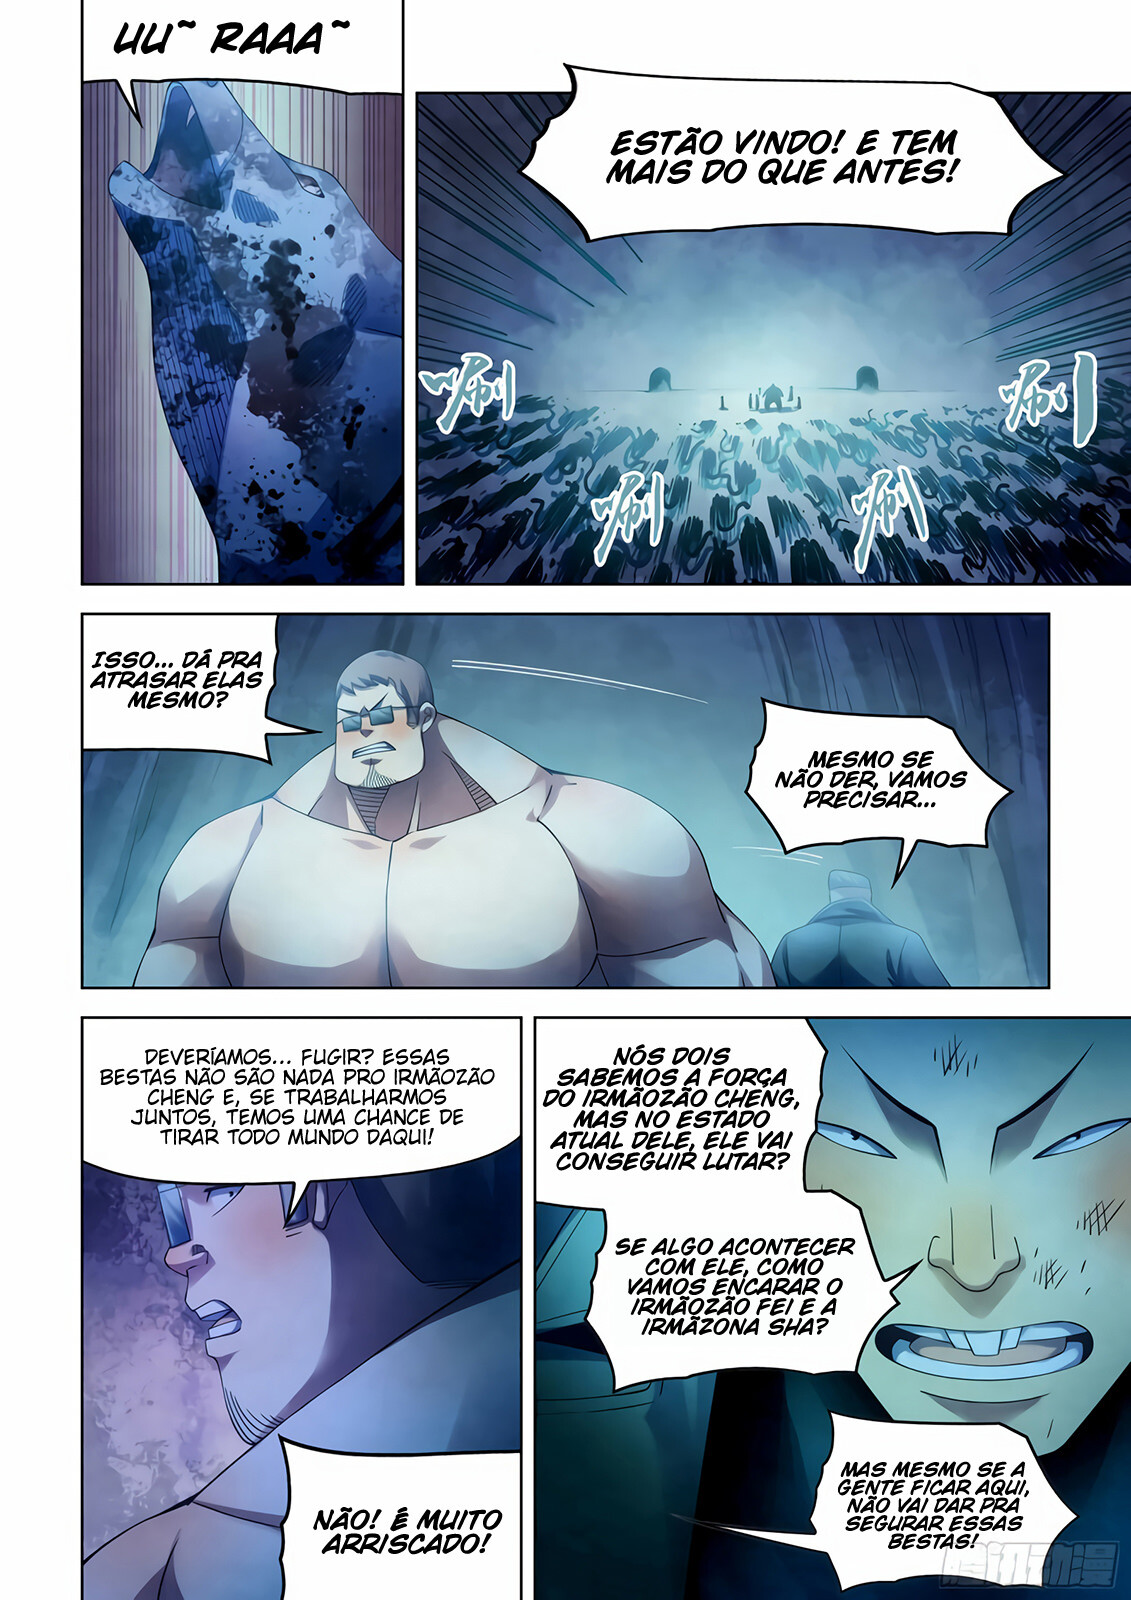 UU~ RAAA~
ESTÃO VINDO! E TEM
MAIS DO QUE ANTES!
唰
唰
唰
唰
ISSO... DÁ PRA
ATRASAR ELAS
MESMO?
MESMO SE
NÃO DER, VAMOS
PRECISAR...
DEVERÍAMOS... FUGIR? ESSAS
BESTAS NÃO SÃO NADA PRO IRMÃOZÃO
CHENG E, SE TRABALHARMOS
JUNTOS, TEMOS UMA CHANCE DE
TIRAR TODO MUNDO DAQUI!
NÃO! É MUITO
ARRISCADO!
NÓS DOIS
SABEMOS A FORÇA
DO IRMÃOZÃO CHENG,
MAS NO ESTADO
ATUAL DELE, ELE VAI
CONSEGUIR LUTAR?
SE ALGO ACONTECER
COM ELE, COMO
VAMOS ENCARAR O
IRMÃOZÃO FEI E A
IRMÃZONA SHA?
MAS MESMO SE A
GENTE FICAR AQUI,
NÃO VAI DAR PRA
SEGURAR ESSAS
BESTAS!